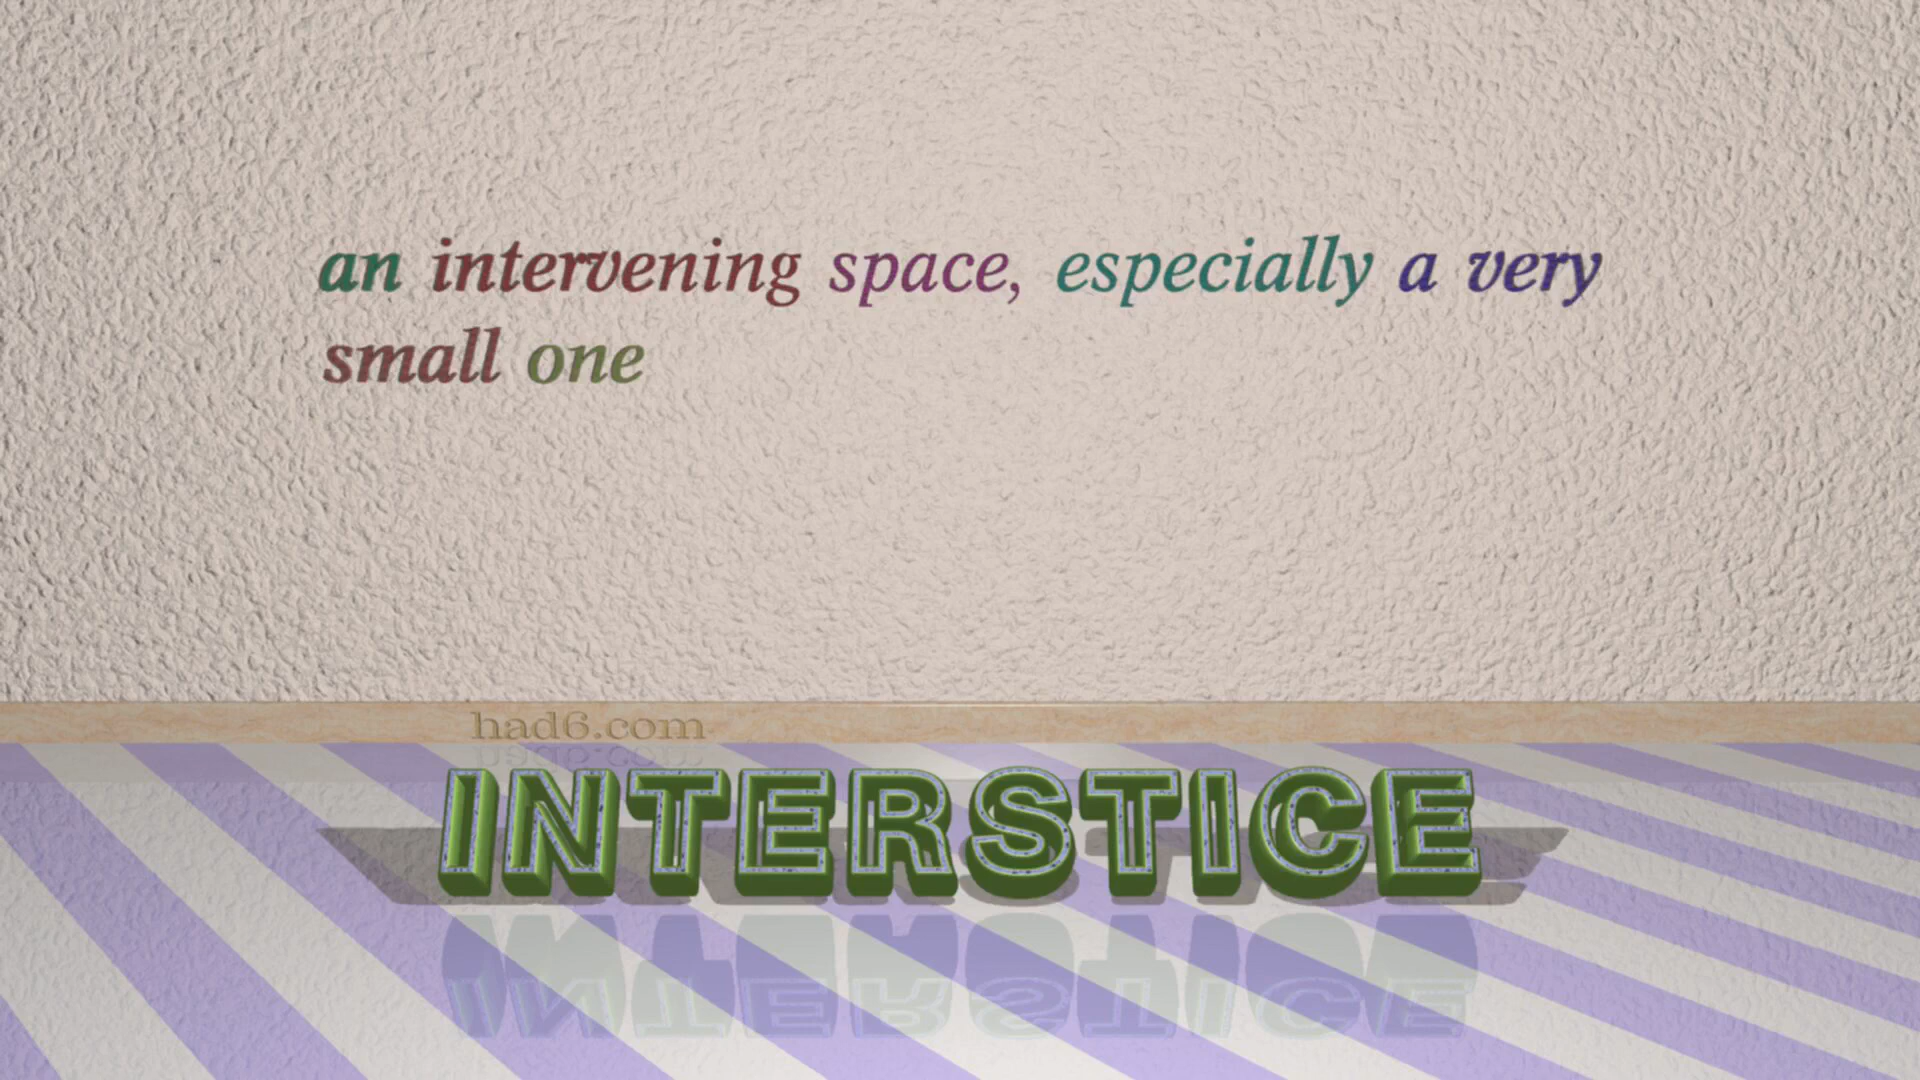 an intervening space, especially a very
small one
had6.com
INTERSTICE